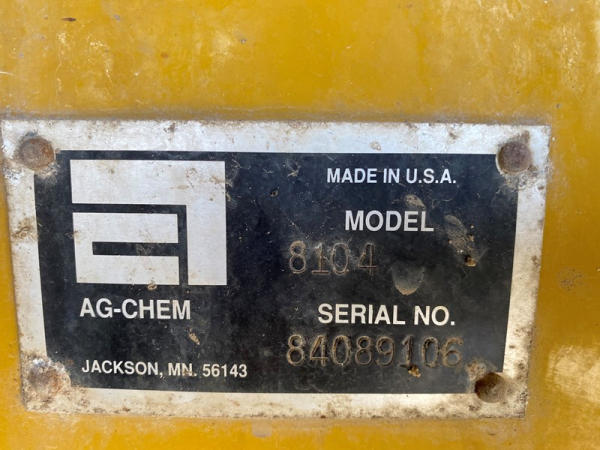 MADE IN U.S.A.
MODEL
8104
AG-CHEM
SERIAL NO.
84089106
JACKSON, MN. 56143